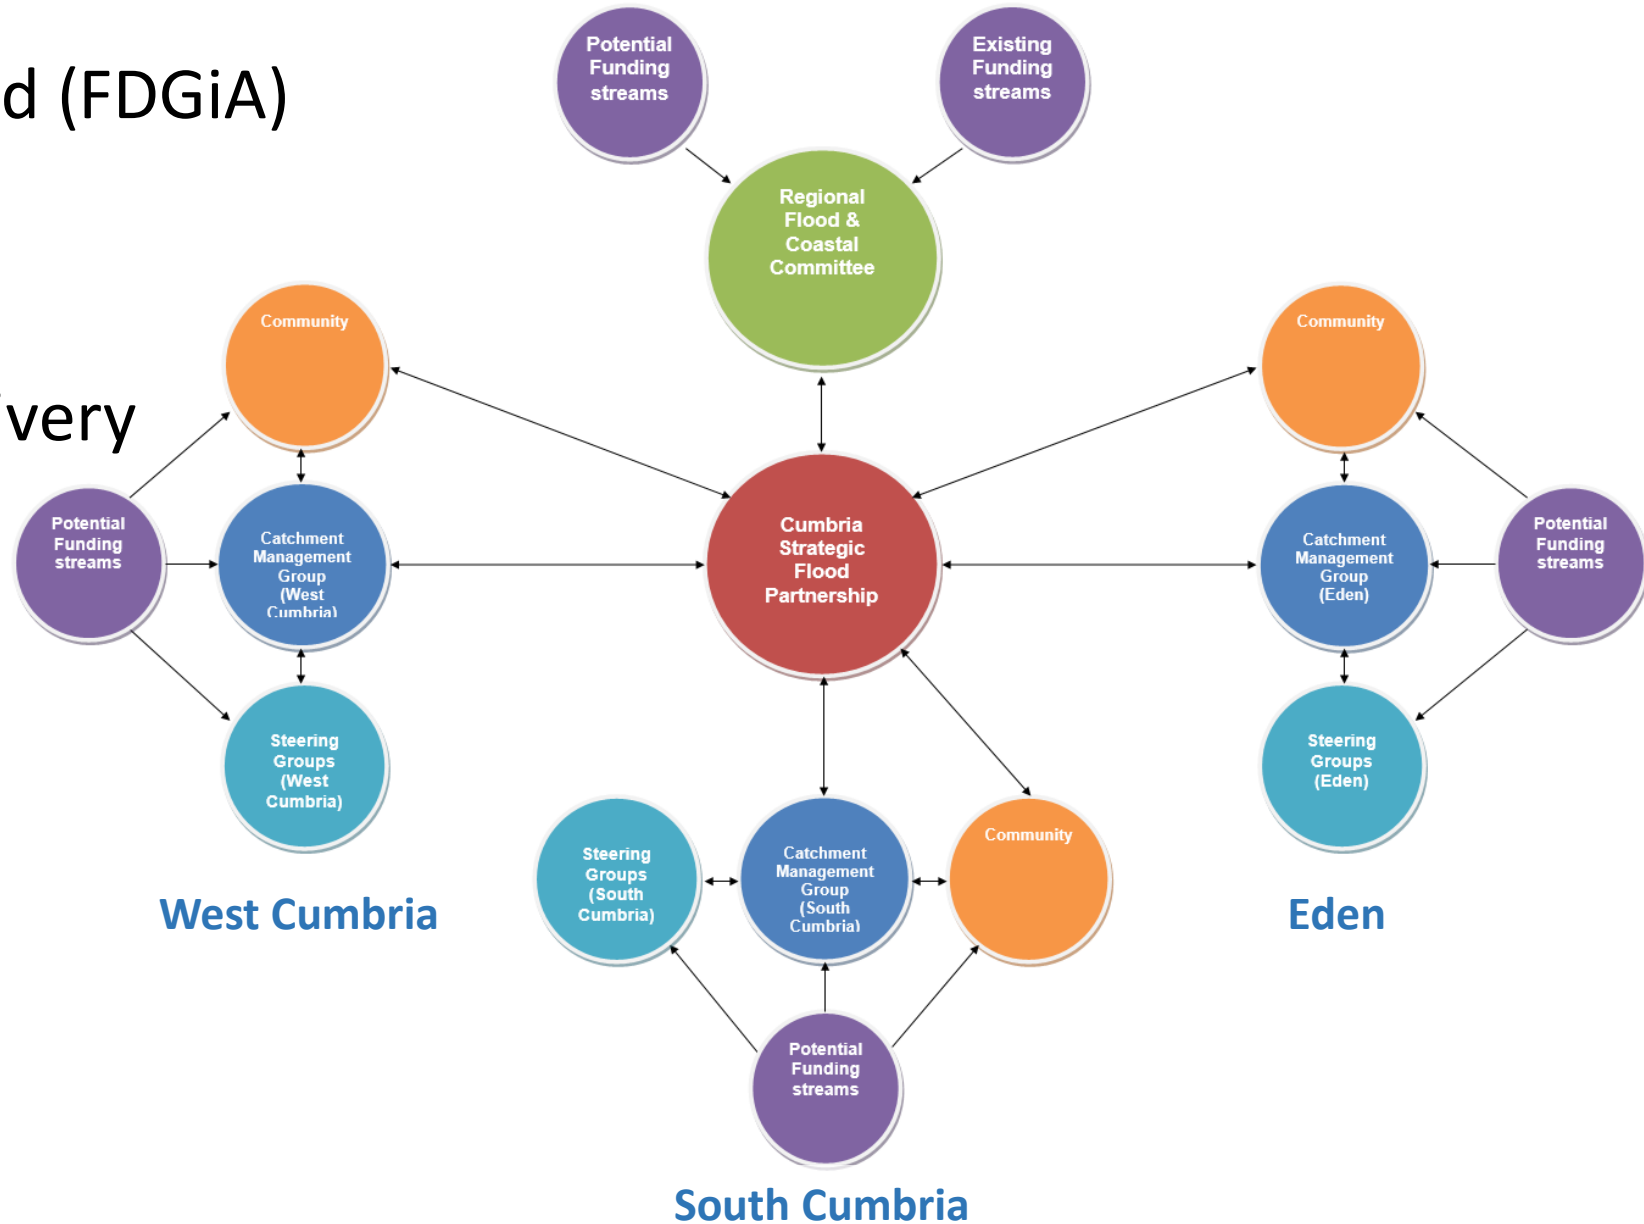 d (FDGiA)
Potential
Funding
streams
Existing
Funding
streams
Regional
Flood &
Coastal
Committee
Community
Community
ivery
Potential
Funding
streams
Catchment
Management
Group
(West
Cumbria)
Cumbria
Strategic
Flood
Partnership
Catchment
Management
Group
(Eden)
Potential
Funding
streams
Steering
Groups
(West
Cumbria)
Steering
Groups
(Eden)
West Cumbria
Steering
Groups
(South
Cumbria)
Catchment
Management
Group
(South
Cumbria)
Community
Eden
Potential
Funding
streams
South Cumbria